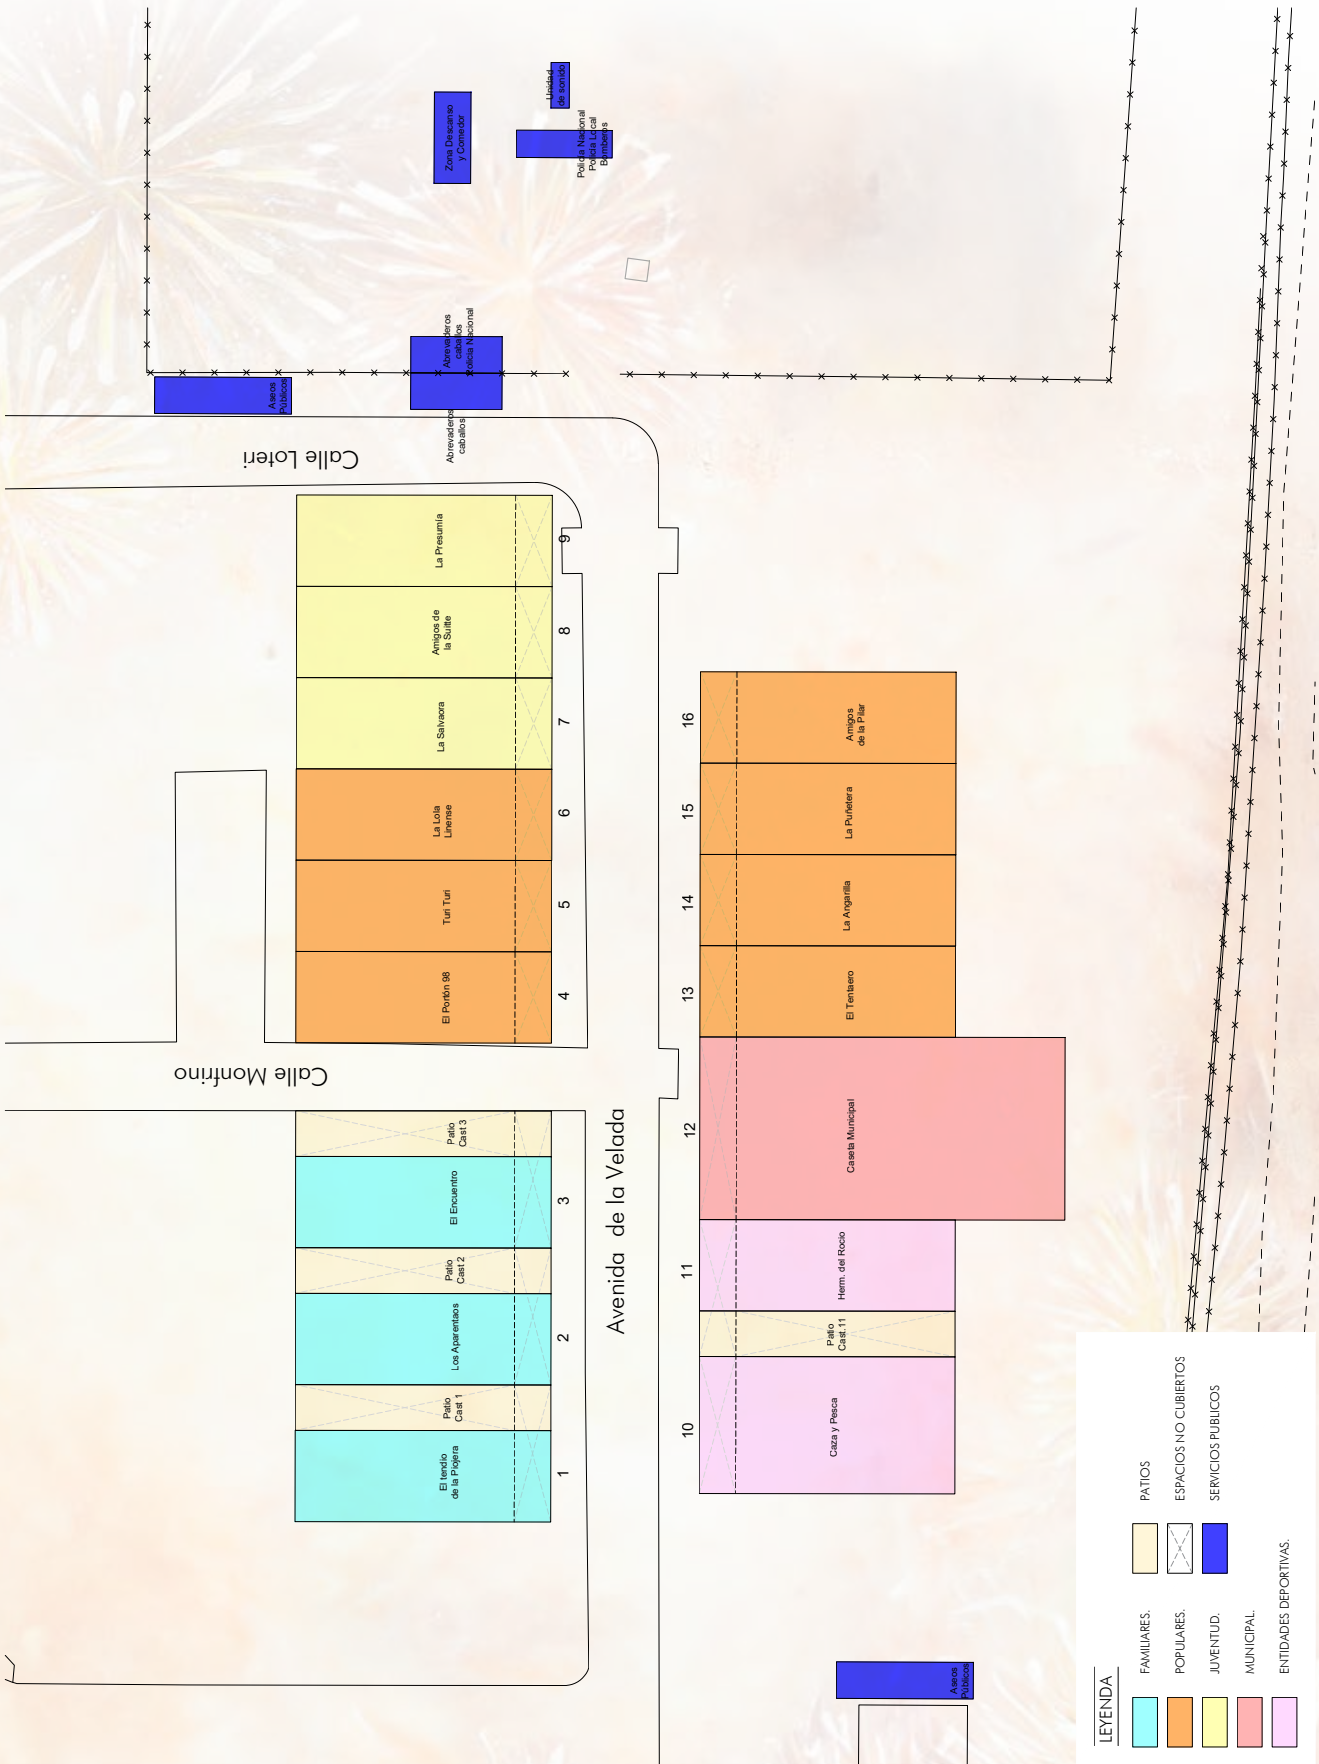 Unidad
de sonido
Zona Descanso
y Comedor
Policía Nacional
Policía Local
Bomberos
Abrevaderos
caballos
Policía Nacional
Aseos
Públicos
Abrevaderos
caballos
Calle Loteri
La Presumía
9
Amigos de
la Suitte
8
La Salvaora
7
La Lola
Linense
6
Turi Turi
5
El Portón 98
4
Calle Monfrino
Patio
Cast 3
El Encuentro
3
Patio
Cast 2
Los Aparentaos
2
Patio
Cast 1
El tendio
de la Piojera
1
Avenida de la Velada
16
Amigos
de la Pilar
15
La Puñetera
14
La Angarilla
13
El Tentaero
12
Caseta Municipal
11
Herm. del Rocio
Patio
Cast. 11
10
Caza y Pesca
Aseos
Públicos
LEYENDA
FAMILIARES.
POPULARES.
JUVENTUD.
MUNICIPAL.
ENTIDADES DEPORTIVAS.
PATIOS
ESPACIOS NO CUBIERTOS
SERVICIOS PUBLICOS